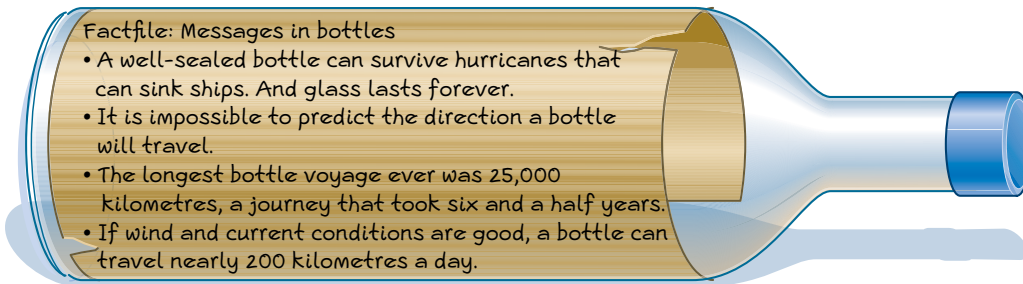 Factfile: Messages in bottles
• A well-sealed bottle can survive hurricanes that
can sink ships. And glass lasts forever.
• It is impossible to predict the direction a bottle
will travel.
• The longest bottle voyage ever was 25,000
kilometres, a journey that took six and a half years.
• If wind and current conditions are good, a bottle can
travel nearly 200 kilometres a day.